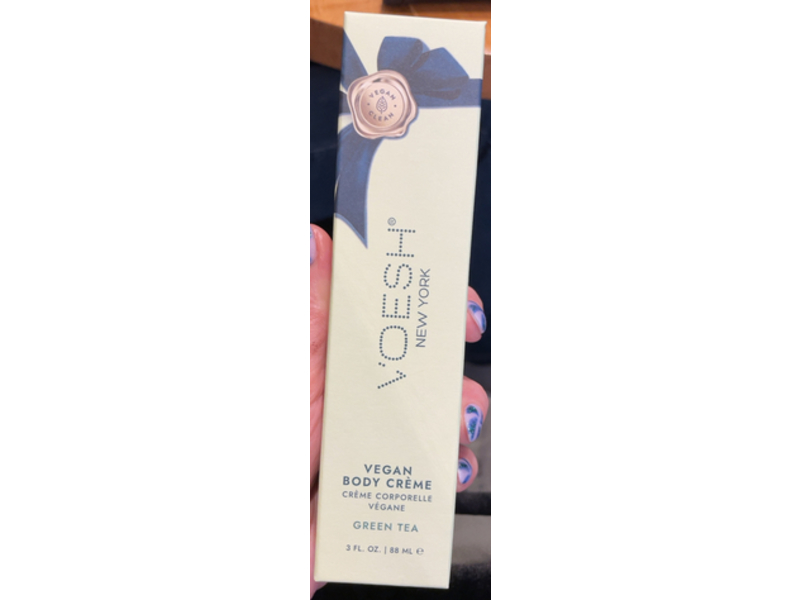 VEGAN
CLEAN
VOESH®
NEW YORK
VEGAN
BODY CRÈME
CRÈME CORPORELLE
VÉGANE
GREEN TEA
3 FL. OZ. | 88 ML ℮